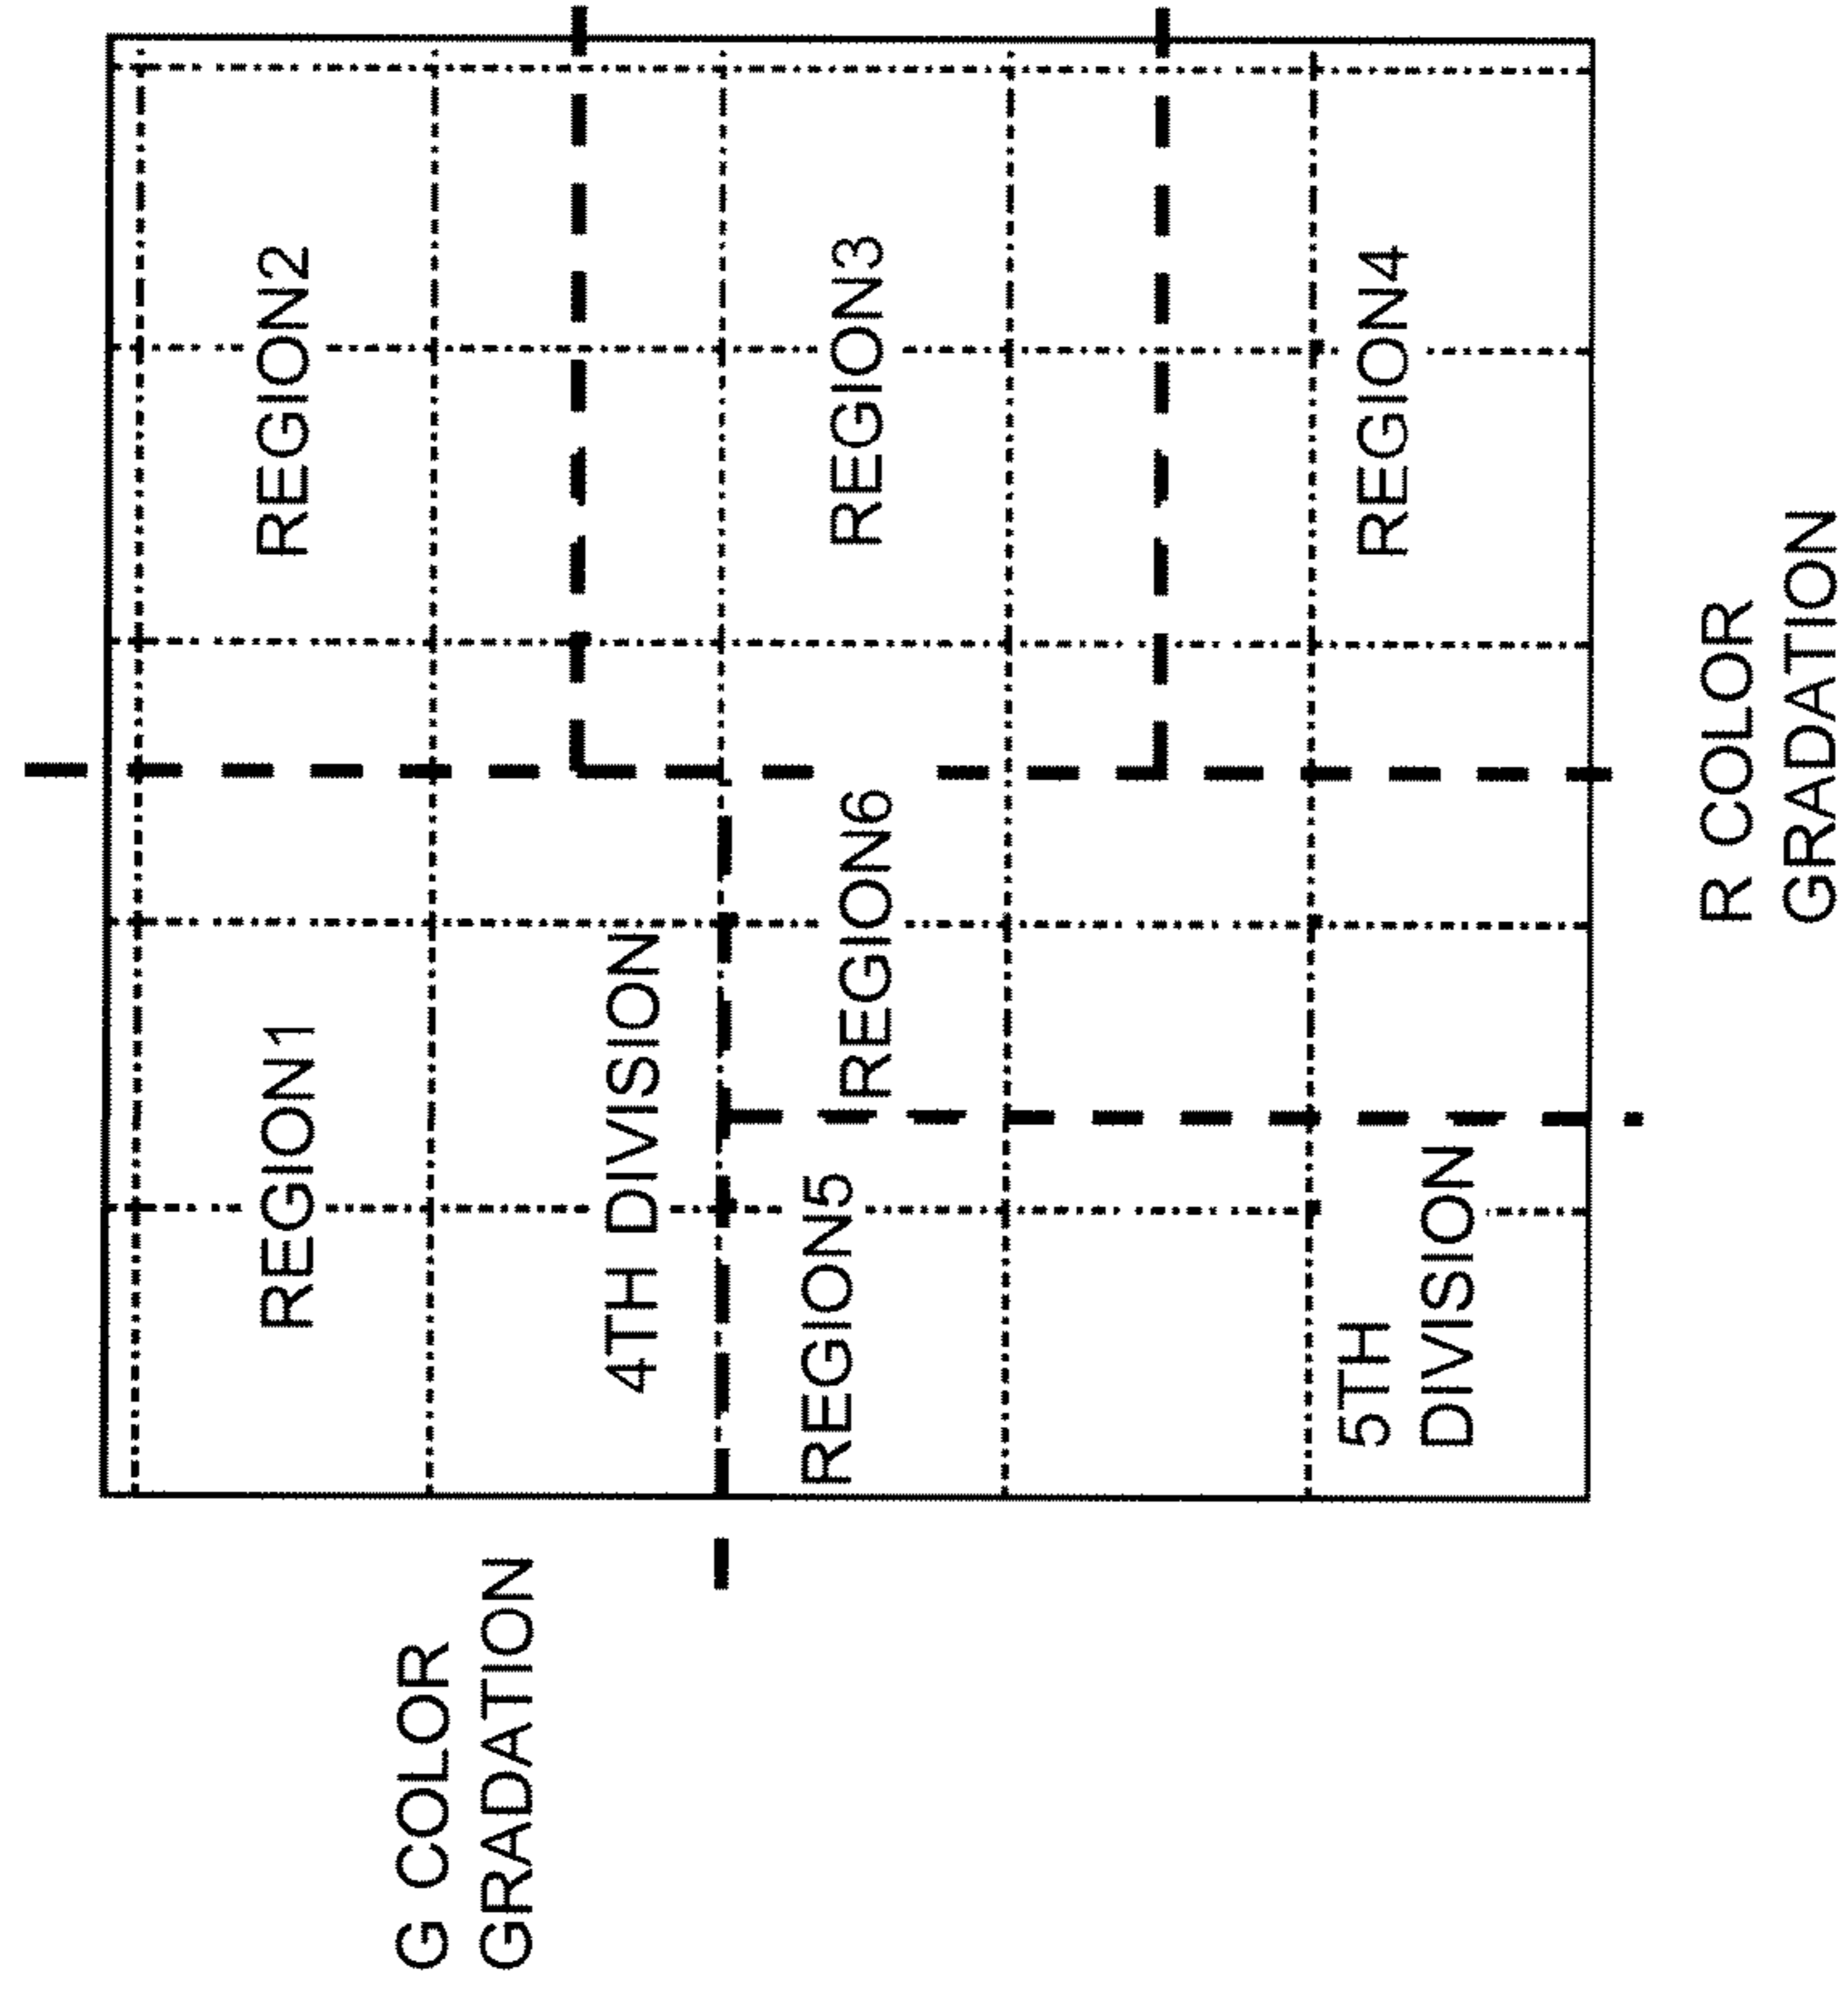 REGION1
REGION2
G COLOR
GRADATION
4TH DIVISION
REGION5
REGION6
REGION3
5TH
DIVISION
REGION4
R COLOR
GRADATION